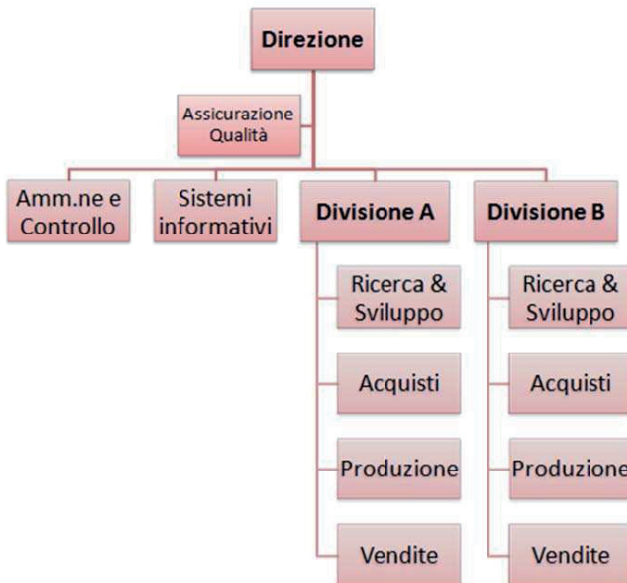 Direzione
Assicurazione
Qualità
Amm.ne e
Controllo
Sistemi
informativi
Divisione A
Divisione B
Ricerca &
Sviluppo
Acquisti
Produzione
Vendite
Ricerca &
Sviluppo
Acquisti
Produzione
Vendite